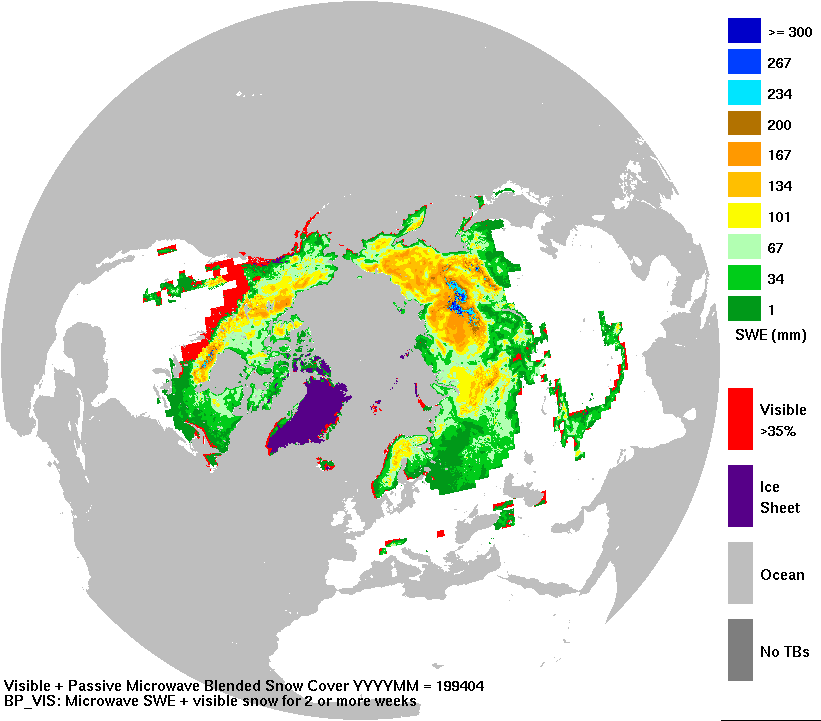 >= 300
267
234
200
167
134
101
67
34
1
SWE (mm)
Visible
>35%
Ice
Sheet
Ocean
No TBs
Visible + Passive Microwave Blended Snow Cover YYYYMM = 199404
BP_VIS: Microwave SWE + visible snow for 2 or more weeks